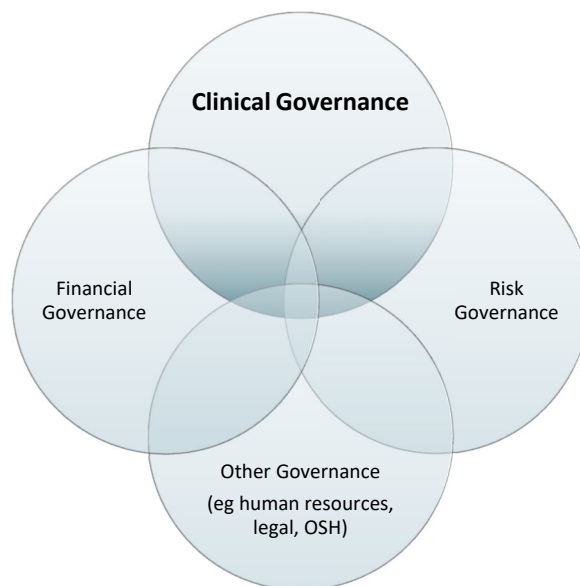 Clinical Governance
Financial
Governance
Risk
Governance
Other Governance
(eg human resources,
legal, OSH)